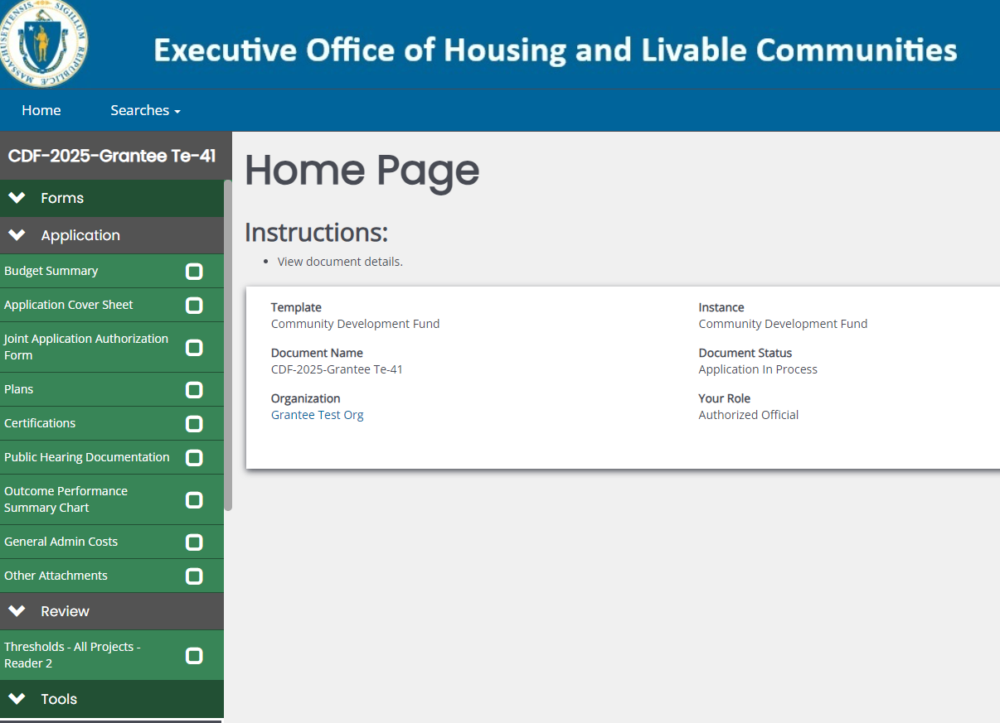 MASSACHUSETTENSIS. SIGILLUM REIPUBLICÆ
Executive Office of Housing and Livable Communities
Home
Searches
CDF-2025-Grantee Te-41
Forms
Application
Budget Summary
Application Cover Sheet
Joint Application Authorization
Form
Plans
Certifications
Public Hearing Documentation
Outcome Performance
Summary Chart
General Admin Costs
Other Attachments
Review
Thresholds - All Projects -
Reader 2
Tools
Home Page
Instructions:
• View document details.
Template
Community Development Fund
Instance
Community Development Fund
Document Name
CDF-2025-Grantee Te-41
Document Status
Application In Process
Organization
Grantee Test Org
Your Role
Authorized Official